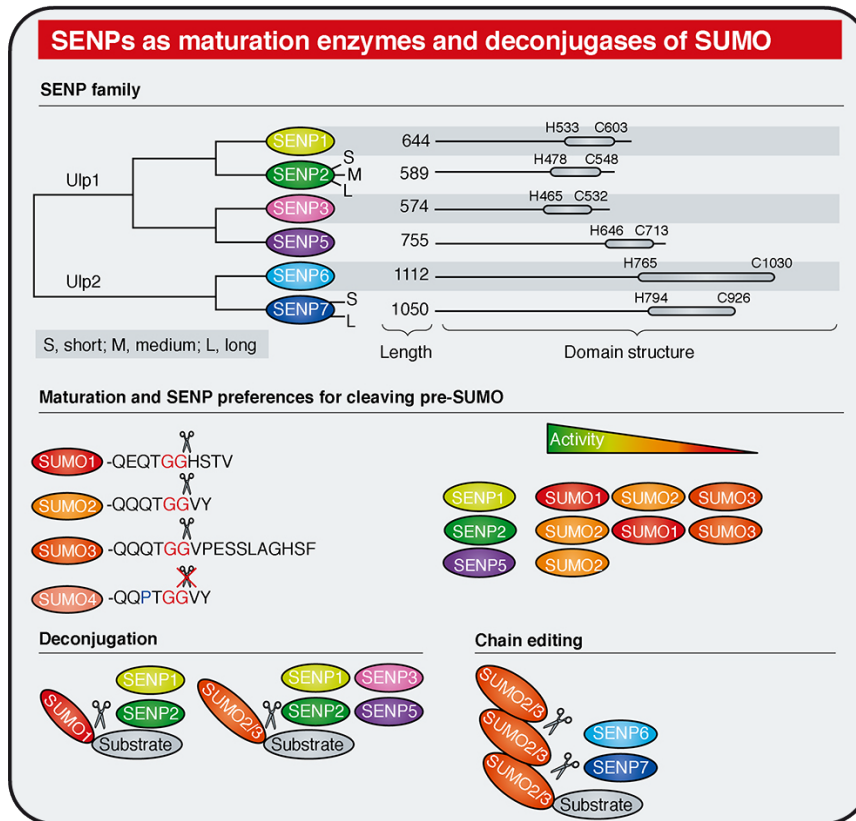 SENPs as maturation enzymes and deconjugases of SUMO
SENP family
Ulp1
Ulp2
SENP1
SENP2
S
M
L
SENP3
SENP5
SENP6
SENP7
S
L
S, short; M, medium; L, long
644
589
574
755
1112
1050
Length
H533 C603
H478 C548
H465 C532
H646 C713
H765 C1030
H794 C926
Domain structure
Maturation and SENP preferences for cleaving pre-SUMO
SUMO1 -QEQTGGHSTV
SUMO2 -QQQTGGVY
SUMO3 -QQQTGGVPESSLAGHSF
SUMO4 -QQPTGGVY
Activity
SENP1 SUMO1 SUMO2 SUMO3
SENP2 SUMO2 SUMO1 SUMO3
SENP5 SUMO2
Deconjugation
SUMO1
SENP1
SENP2
Substrate
SUMO2/3
SENP1 SENP3
SENP2 SENP5
Substrate
Chain editing
SUMO2/3
SUMO2/3
SUMO2/3
SENP6
SENP7
Substrate